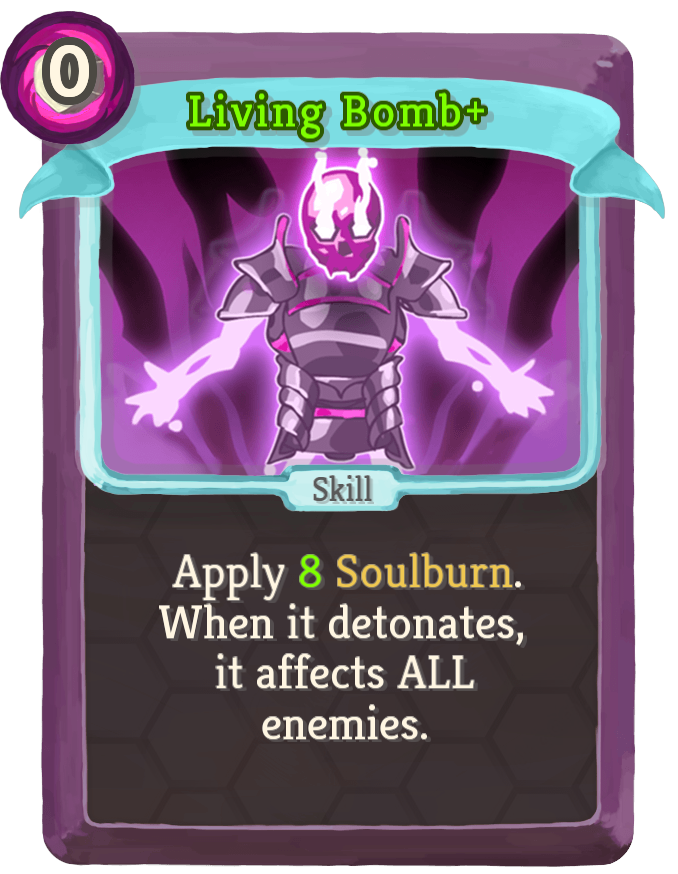 0
Living Bomb+
Skill
Apply 8 Soulburn.
When it detonates,
it affects ALL
enemies.